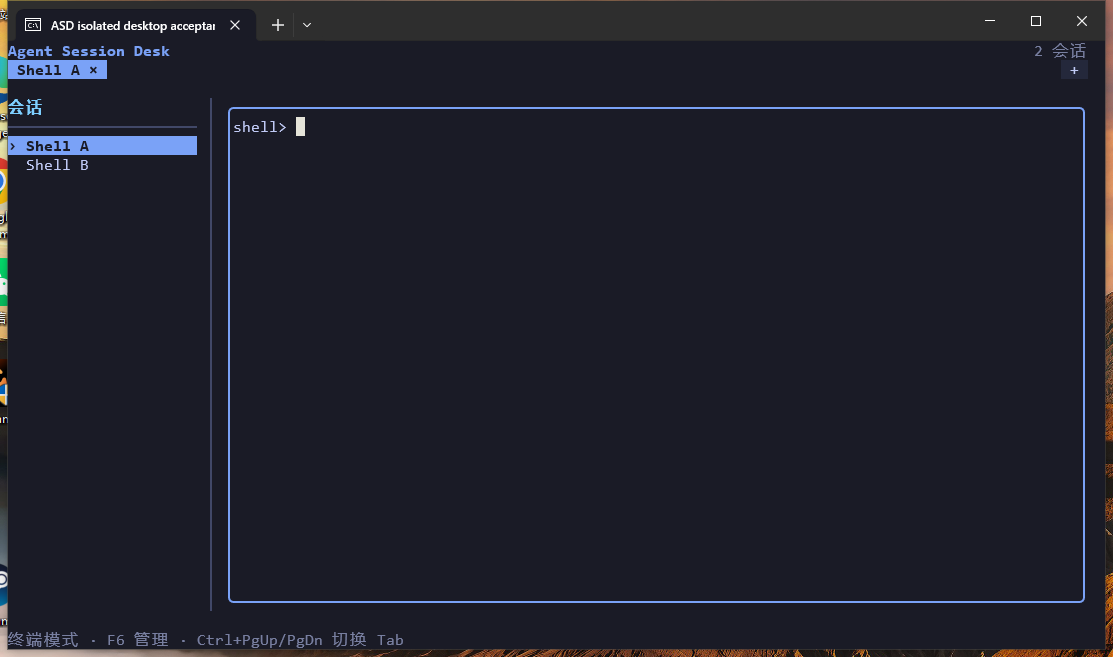 ASD isolated desktop acceptar
Agent Session Desk
2 会话
Shell A ×
+
会话
› Shell A
Shell B
shell>
终端模式 · F6 管理 · Ctrl+PgUp/PgDn 切换 Tab